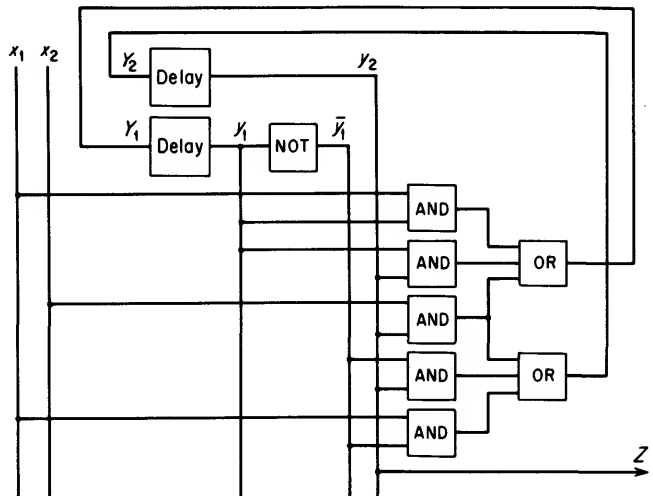 x₁ x₂
Y₂ Delay y₂
Y₁ Delay y₁ NOT ȳ₁
AND
AND OR
AND
AND OR
AND
Z